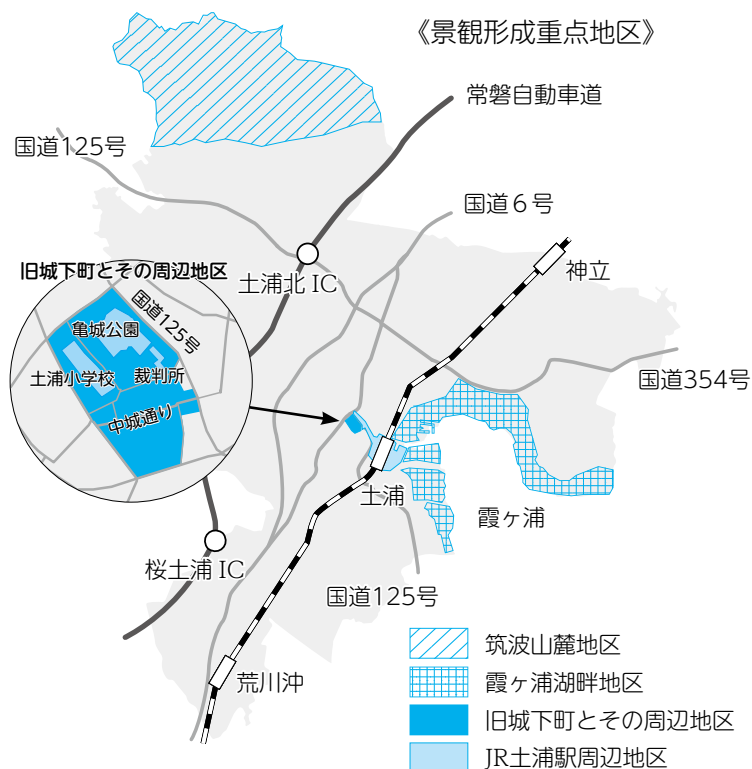 《景観形成重点地区》
常磐自動車道
国道125号
国道6号
神立
土浦北 IC
旧城下町とその周辺地区
国道125号
亀城公園
土浦小学校
裁判所
中城通り
国道354号
土浦
霞ヶ浦
桜土浦 IC
国道125号
荒川沖
筑波山麓地区
霞ヶ浦湖畔地区
旧城下町とその周辺地区
JR土浦駅周辺地区